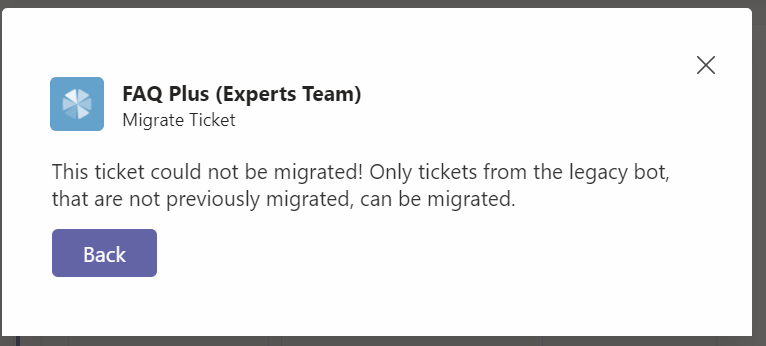 FAQ Plus (Experts Team)
Migrate Ticket
This ticket could not be migrated! Only tickets from the legacy bot,
that are not previously migrated, can be migrated.
Back